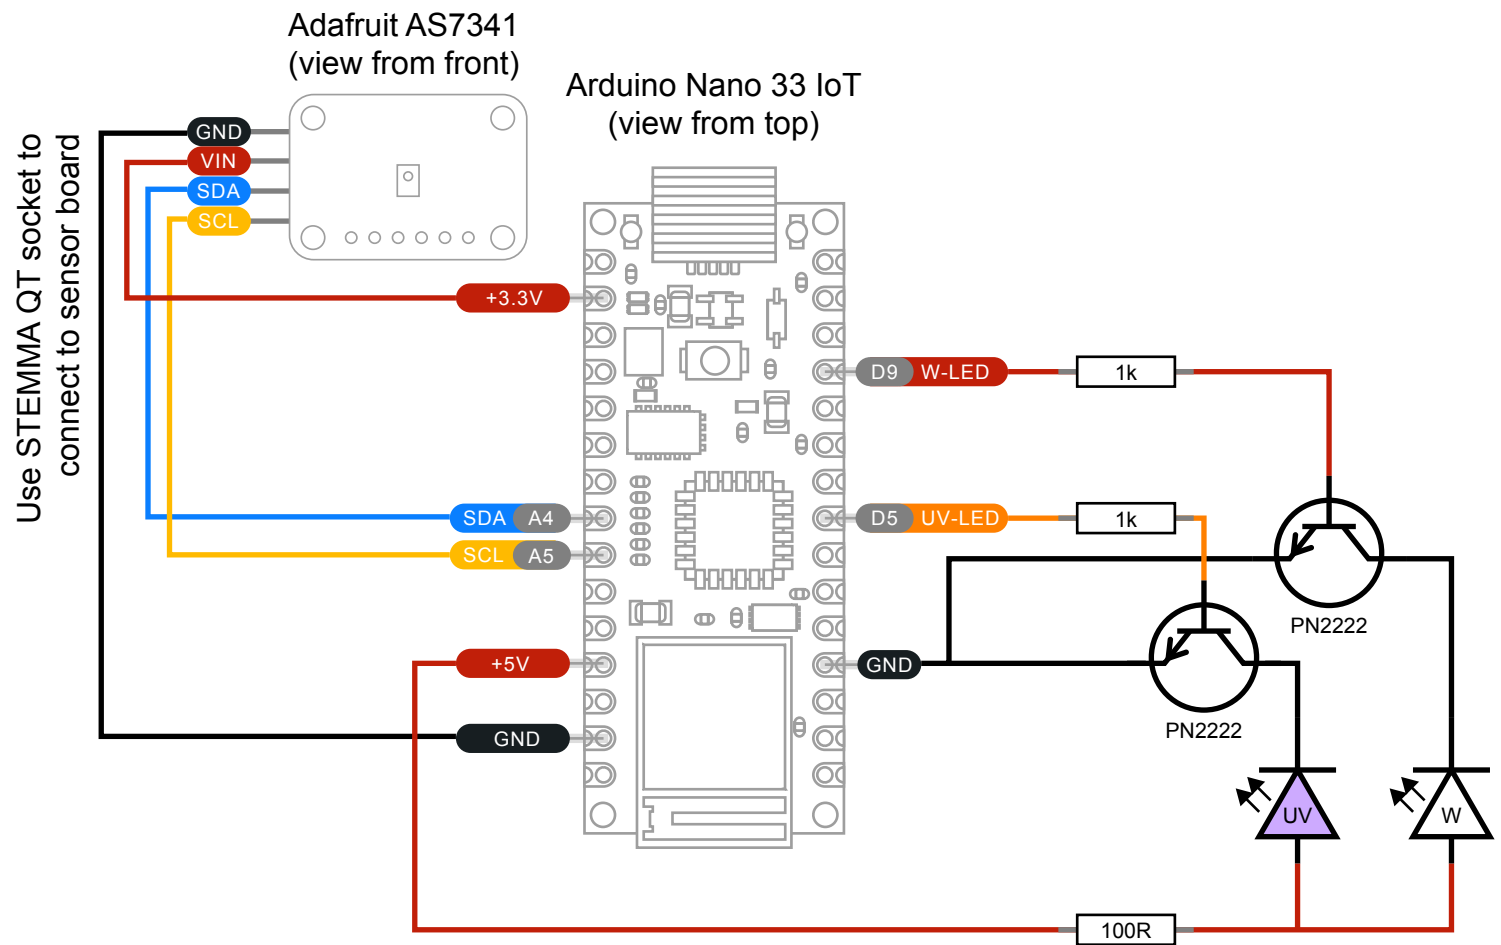 Adafruit AS7341
(view from front)
Arduino Nano 33 IoT
(view from top)
Use STEMMA QT socket to
connect to sensor board
GND
VIN
SDA
SCL
+3.3V
D9 W-LED
1k
SDA A4
D5 UV-LED
1k
SCL A5
PN2222
+5V
GND
PN2222
GND
UV
W
100R